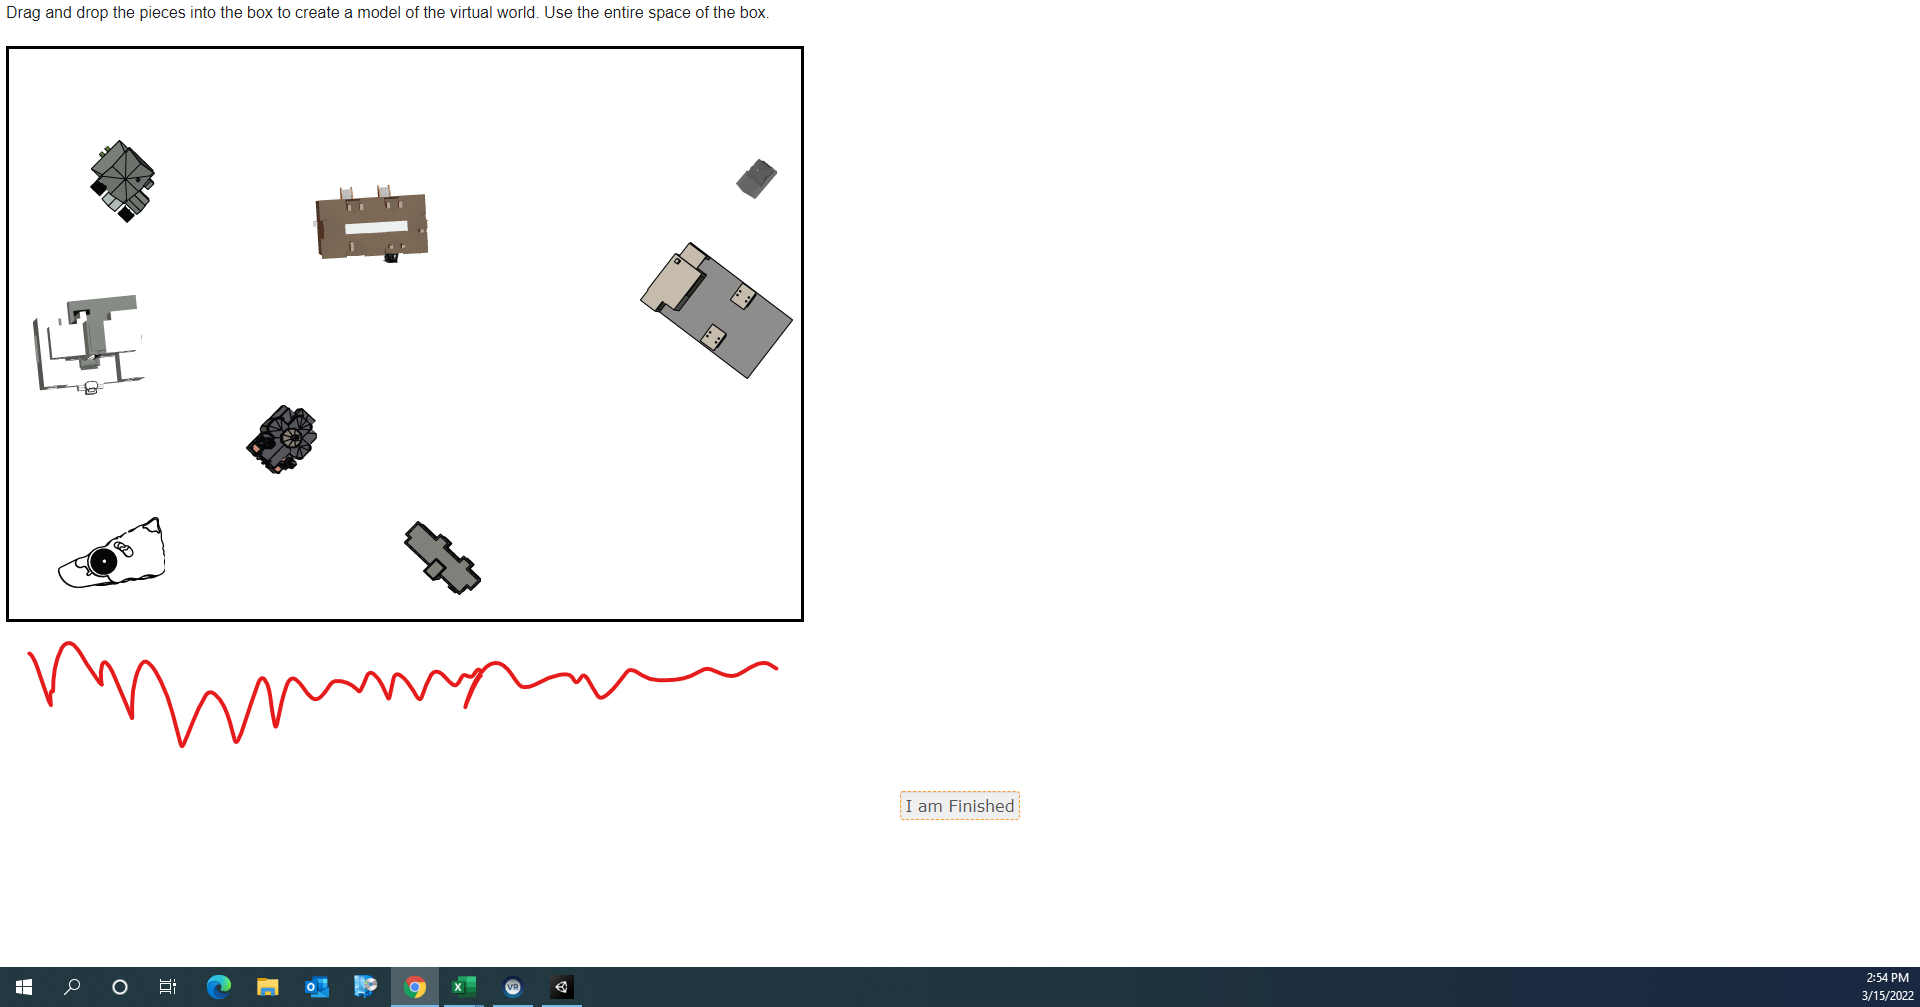 Drag and drop the pieces into the box to create a model of the virtual world. Use the entire space of the box.
I am Finished
2:54 PM
3/15/2022